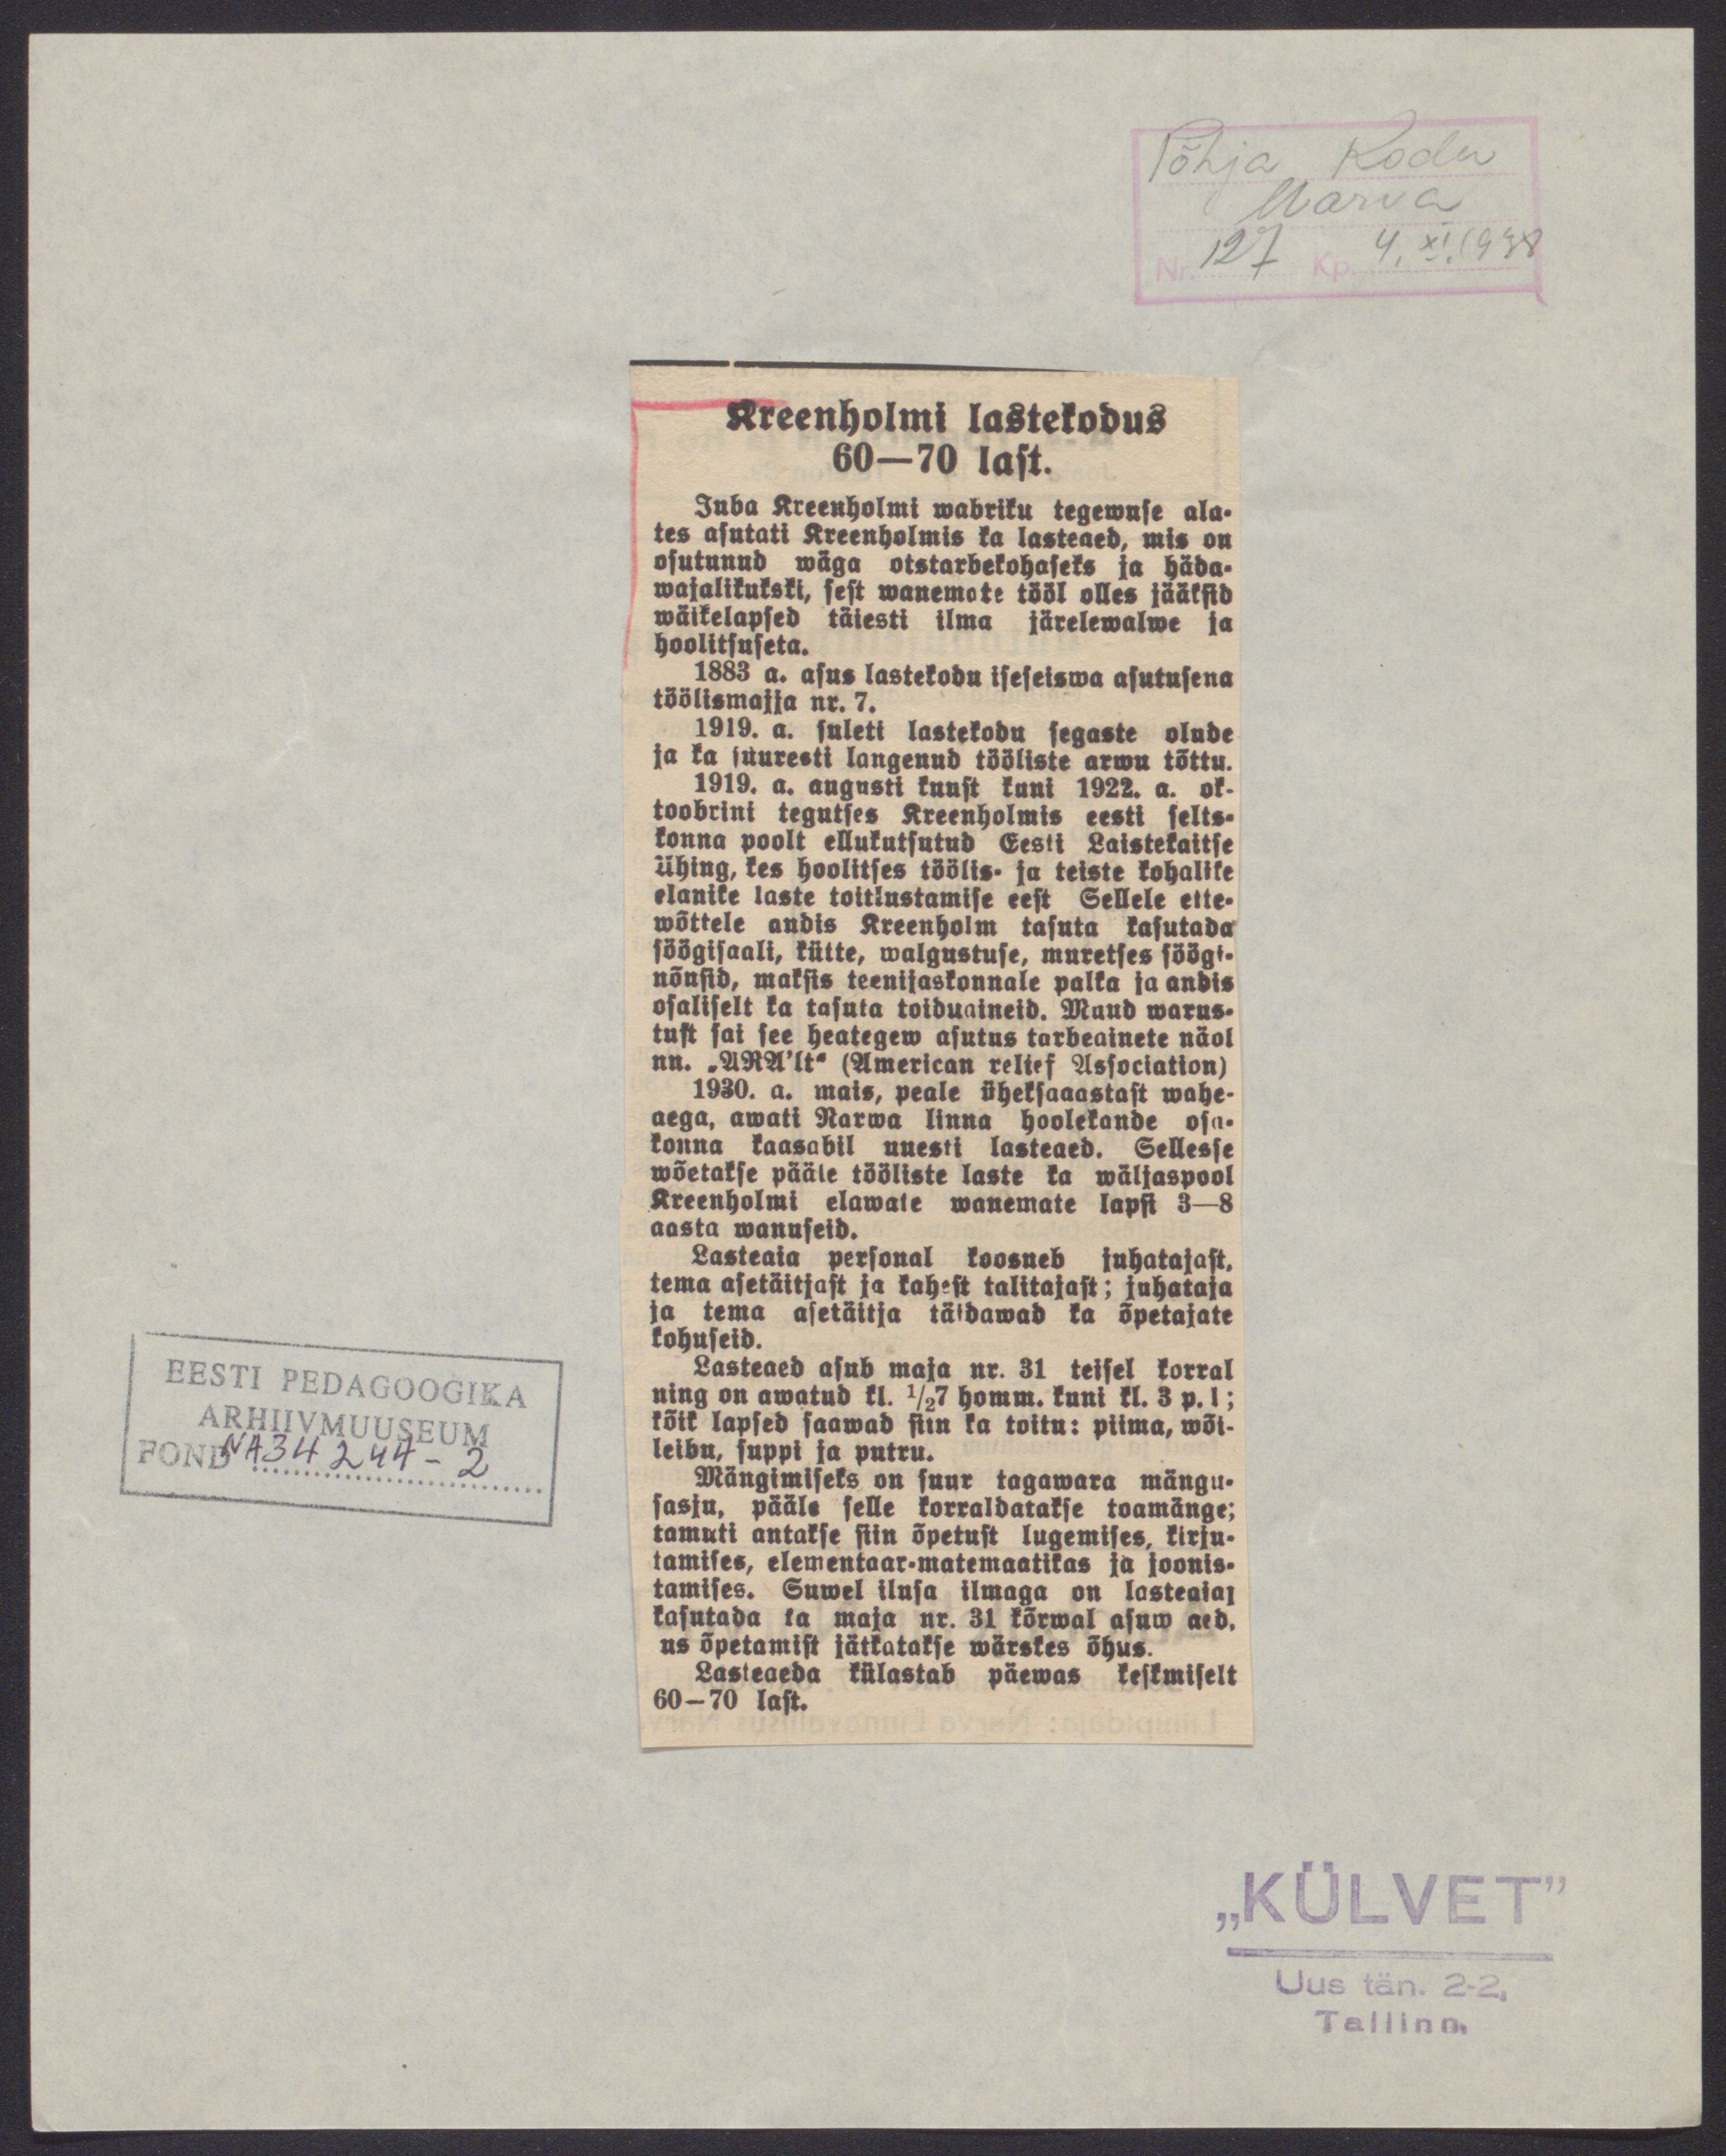 Põhja Kodu
Narva
Nr. 127 Kp. 4. XI. 1938
Kreenholmi lastekodus
60—70 last.
Juba Kreenholmi wabriku tegewuse ala-
tes asutati Kreenholmis ka lasteaed, mis on
osutunud wäga otstarbekohaseks ja häda-
wajalikukski, sest wanemate tööl olles jääksid
wäikelapsed täiesti ilma järelewalwe ja
hoolitsuseta.
1883 a. asus lastekodu iseseiswa asutusena
töölismajja nr. 7.
1919. a. suleti lastekodu segaste olude
ja ka suuresti langenud tööliste arwu tõttu.
1919. a. augusti kuust kuni 1922. a. ok-
toobrini tegutses Kreenholmis eesti selts-
konna poolt ellukutsutud Eesti Laistekaitse
Ühing, kes hoolitses töölis- ja teiste kohalike
elanike laste toitlustamise eest Sellele ette-
wõttele andis Kreenholm tasuta kasutada
söögisaali, kütte, walgustuse, muretses söögi-
nõusid, maksis teenijaskonnale palka ja andis
osaliselt ka tasuta toiduaineid. Muud warus-
tust sai see heategew asutus tarbeainete näol
nn. „ARA'lt“ (American relief Association)
1930. a. mais, peale üheksaaastast wahe-
aega, awati Narwa linna hoolekande osa-
konna kaasabil uuesti lasteaed. Sellesse
wõetakse pääle tööliste laste ka wäljaspool
Kreenholmi elawate wanemate lapsi 3—8
aasta wanuseid.
Lasteaia personal koosneb juhatajast,
tema asetäitjast ja kahest talitajast; juhataja
ja tema asetäitja täidawad ka õpetajate
kohuseid.
Lasteaed asub maja nr. 31 teisel korral
ning on awatud kl. 1/27 homm. kuni kl. 3 p. l;
kõik lapsed saawad siin ka toitu: piima, wõi-
leibu, suppi ja putru.
Mängimiseks on suur tagawara mängu-
sasju, pääle selle korraldatakse toamänge;
samuti antakse siin õpetust lugemises, kirju-
tamises, elementaar-matemaatikas ja joonis-
tamises. Suwel ilusa ilmaga on lasteaiaj
kasutada ka maja nr. 31 kõrwal asuw aed,
us õpetamist jätkatakse wärskes õhus.
Lasteaeda külastab päewas keskmiselt
60—70 last.
EESTI PEDAGOOGIKA
ARHIIVMUUSEUM
FOND NA34244-2
„KÜLVET”
Uus tän. 2-2,
Tallinn.